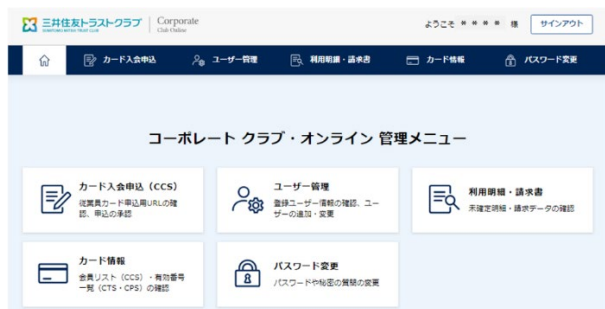 三井住友トラストクラブ
SUMITOMO MITSUI TRUST CLUB
Corporate
Club Online
ようこそ ＊＊＊＊ 様
サインアウト
カード入会申込
ユーザー管理
利用明細・請求書
カード情報
パスワード変更
コーポレート クラブ・オンライン 管理メニュー
カード入会申込（CCS）
従業員カード申込用URLの確
認、申込の承認
ユーザー管理
登録ユーザー情報の確認、ユー
ザーの追加・変更
利用明細・請求書
未確定明細・請求データの確認
カード情報
会員リスト（CCS）・有効番号
一覧（CTS・CPS）の確認
パスワード変更
パスワードや秘密の質問の変更